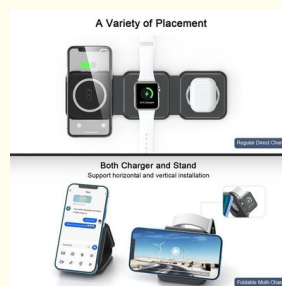 A Variety of Placement
Regular Direct Char
Both Charger and Stand
Support horizontal and vertical installation
Foldable Multi-Char